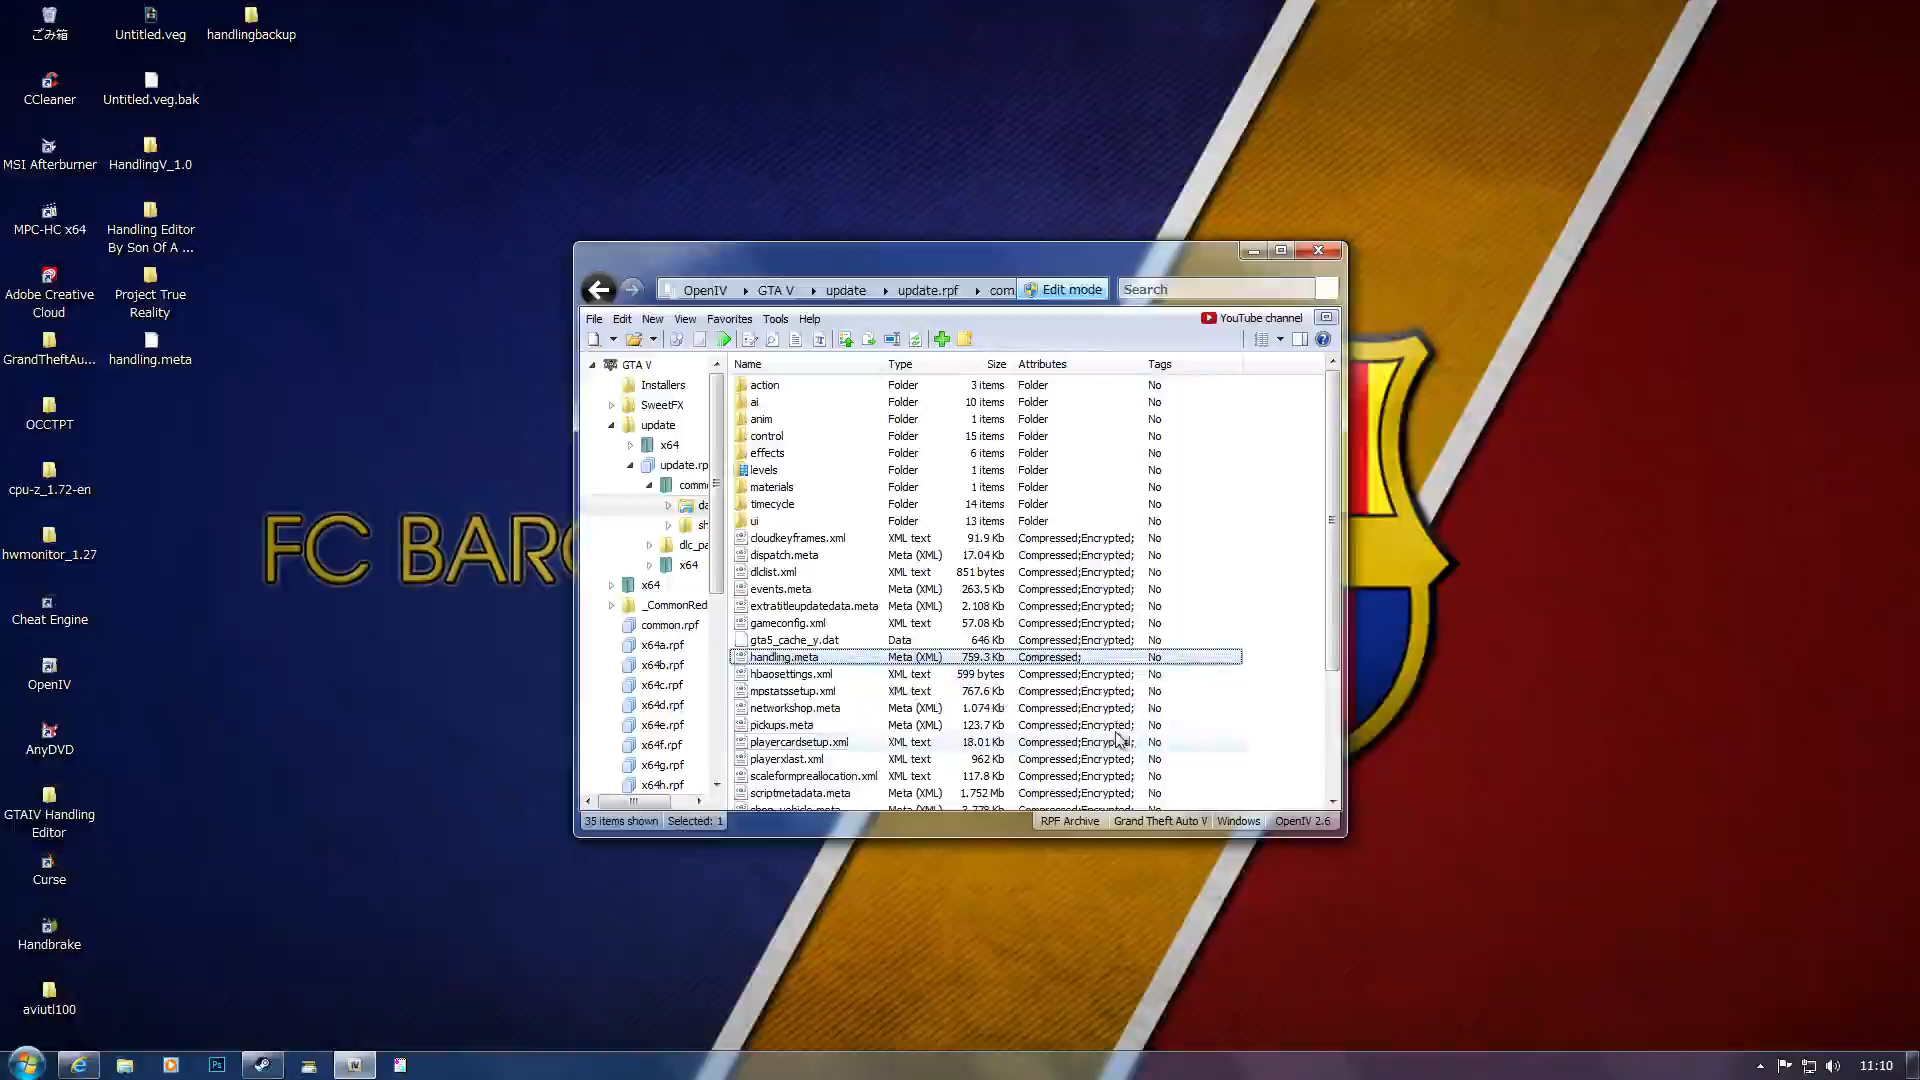 ごみ箱
Untitled.veg
handlingbackup
CCleaner
Untitled.veg.bak
MSI Afterburner
HandlingV_1.0
MPC-HC x64
Handling Editor
By Son Of A ...
Adobe Creative
Cloud
Project True
Reality
GrandTheftAu...
handling.meta
OCCTPT
cpu-z_1.72-en
hwmonitor_1.27
Cheat Engine
OpenIV
AnyDVD
GTAIV Handling
Editor
Curse
Handbrake
aviutl100
FC BARC
OpenIV GTA V update update.rpf com Edit mode Search
File Edit New View Favorites Tools Help YouTube channel
GTA V
Installers
SweetFX
update
x64
update.rp
comm
da
sh
dlc_pa
x64
x64
_CommonRed
common.rpf
x64a.rpf
x64b.rpf
x64c.rpf
x64d.rpf
x64e.rpf
x64f.rpf
x64g.rpf
x64h.rpf
Name Type Size Attributes Tags
action Folder 3 items Folder No
ai Folder 10 items Folder No
anim Folder 1 items Folder No
control Folder 15 items Folder No
effects Folder 6 items Folder No
levels Folder 1 items Folder No
materials Folder 1 items Folder No
timecycle Folder 14 items Folder No
ui Folder 13 items Folder No
cloudkeyframes.xml XML text 91.9 Kb Compressed;Encrypted; No
dispatch.meta Meta (XML) 17.04 Kb Compressed;Encrypted; No
dlclist.xml XML text 851 bytes Compressed;Encrypted; No
events.meta Meta (XML) 263.5 Kb Compressed;Encrypted; No
extratitleupdatedata.meta Meta (XML) 2.108 Kb Compressed;Encrypted; No
gameconfig.xml XML text 57.08 Kb Compressed;Encrypted; No
gta5_cache_y.dat Data 646 Kb Compressed;Encrypted; No
handling.meta Meta (XML) 759.3 Kb Compressed; No
hbaosettings.xml XML text 599 bytes Compressed;Encrypted; No
mpstatssetup.xml XML text 767.6 Kb Compressed;Encrypted; No
networkshop.meta Meta (XML) 1.074 Kb Compressed;Encrypted; No
pickups.meta Meta (XML) 123.7 Kb Compressed;Encrypted; No
playercardsetup.xml XML text 18.01 Kb Compressed;Encrypted; No
playerxlast.xml XML text 962 Kb Compressed;Encrypted; No
scaleformpreallocation.xml XML text 117.8 Kb Compressed;Encrypted; No
scriptmetadata.meta Meta (XML) 1.752 Mb Compressed;Encrypted; No
shop_vehicle.meta Meta (XML) 3.778 Kb Compressed;Encrypted; No
35 items shown Selected: 1 RPF Archive Grand Theft Auto V Windows OpenIV 2.6
Ps
IV
11:10